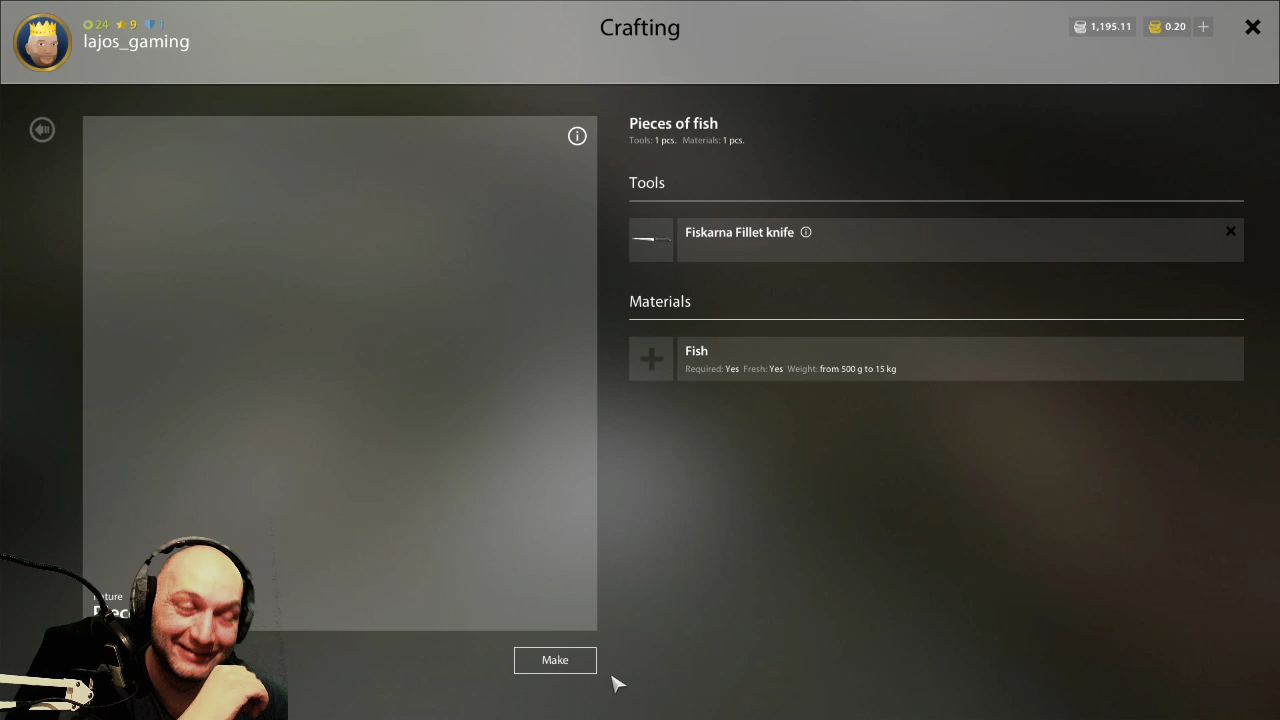 24 9 1
lajos_gaming
Crafting
1,195.11
0.20
Pieces of fish
Tools: 1 pcs. Materials: 1 pcs.
Tools
Fiskarna Fillet knife
Materials
Fish
Required: Yes Fresh: Yes Weight: from 500 g to 15 kg
Make